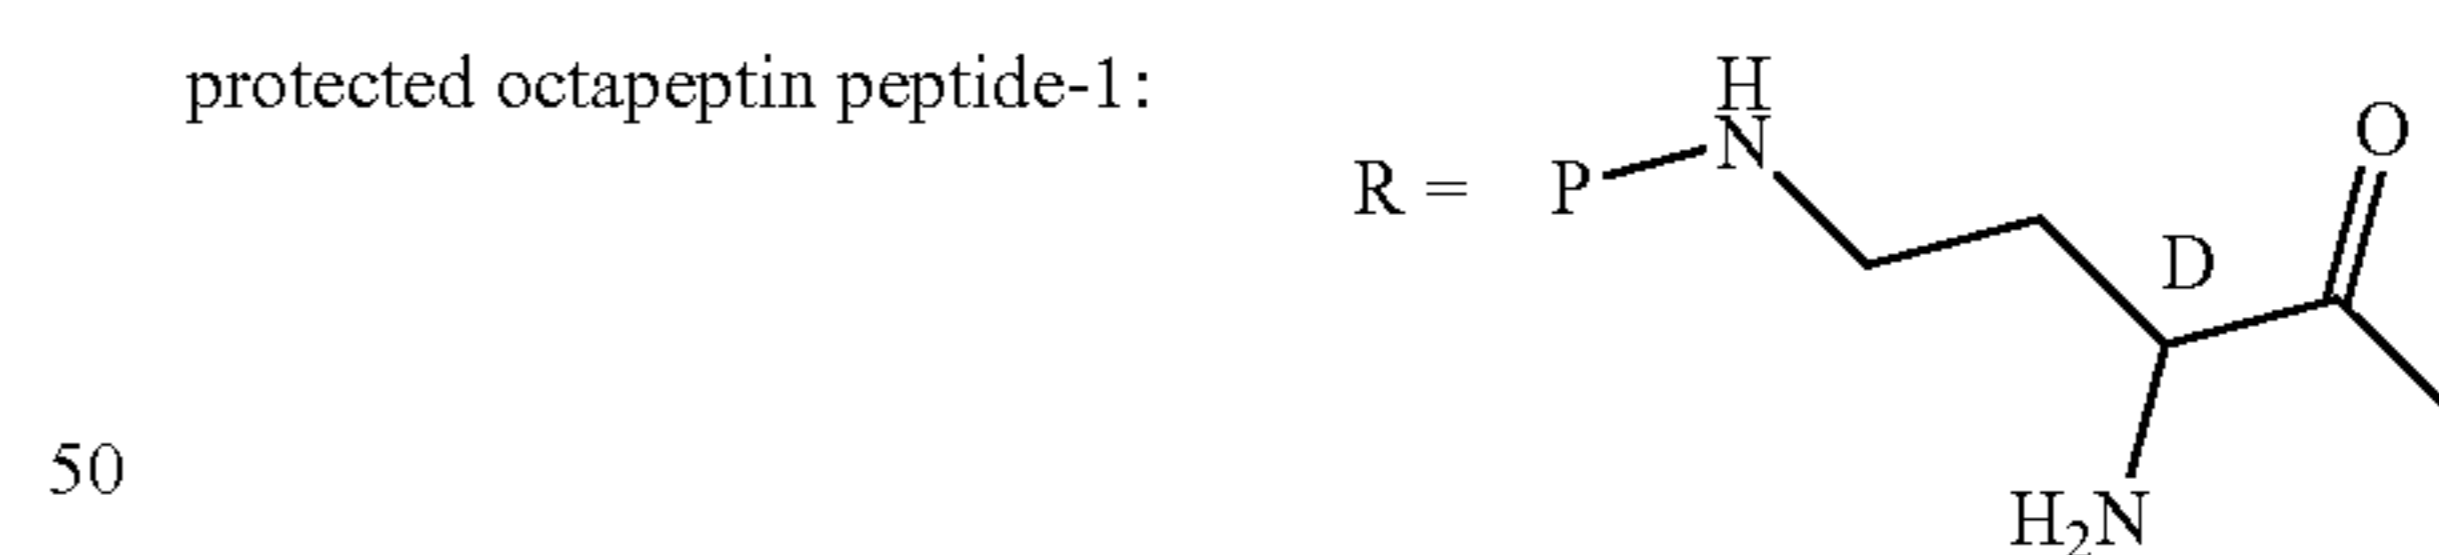 protected octapeptin peptide-1:
R = P
H
N
O
D
50
H₂N